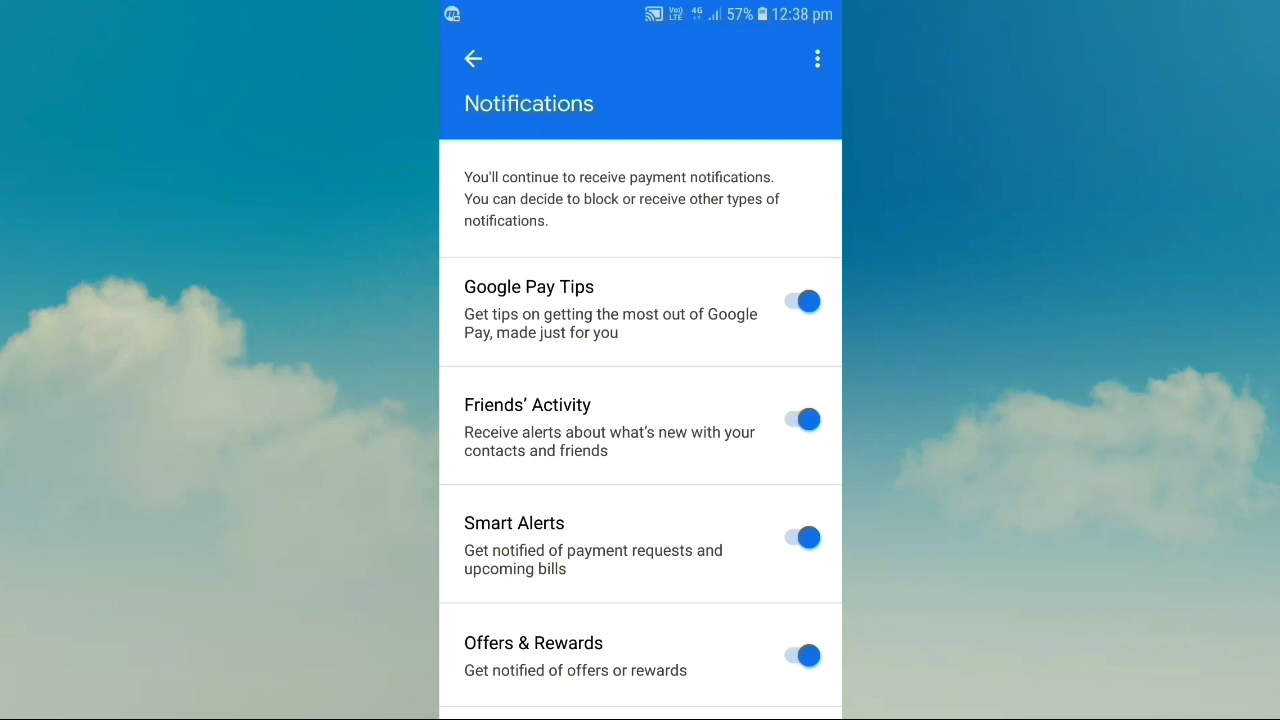 Vo) LTE 4G 57% 12:38 pm
Notifications
You'll continue to receive payment notifications.
You can decide to block or receive other types of
notifications.
Google Pay Tips
Get tips on getting the most out of Google
Pay, made just for you
Friends’ Activity
Receive alerts about what’s new with your
contacts and friends
Smart Alerts
Get notified of payment requests and
upcoming bills
Offers & Rewards
Get notified of offers or rewards